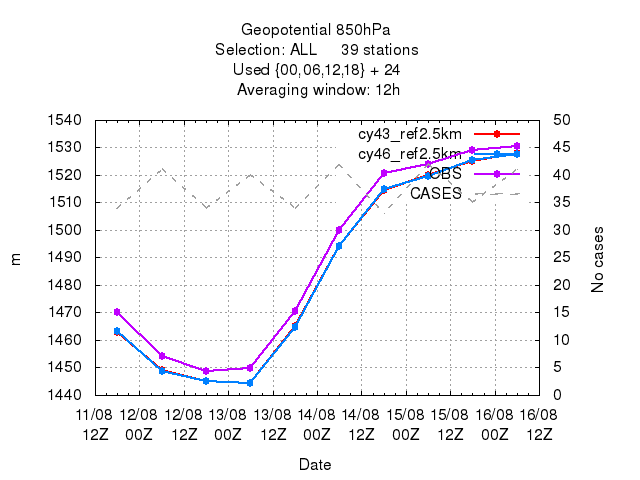 Geopotential 850hPa
Selection: ALL 39 stations
Used {00,06,12,18} + 24
Averaging window: 12h
1540 50
1530 45
1520 40
1510 35
1500 30
1490 25
1480 20
1470 15
1460 10
1450 5
1440 0
cy43_ref2.5km
cy46_ref2.5km
OBS
CASES
m
No cases
11/08 12/08 12/08 13/08 13/08 14/08 14/08 15/08 15/08 16/08 16/08
12Z 00Z 12Z 00Z 12Z 00Z 12Z 00Z 12Z 00Z 12Z
Date